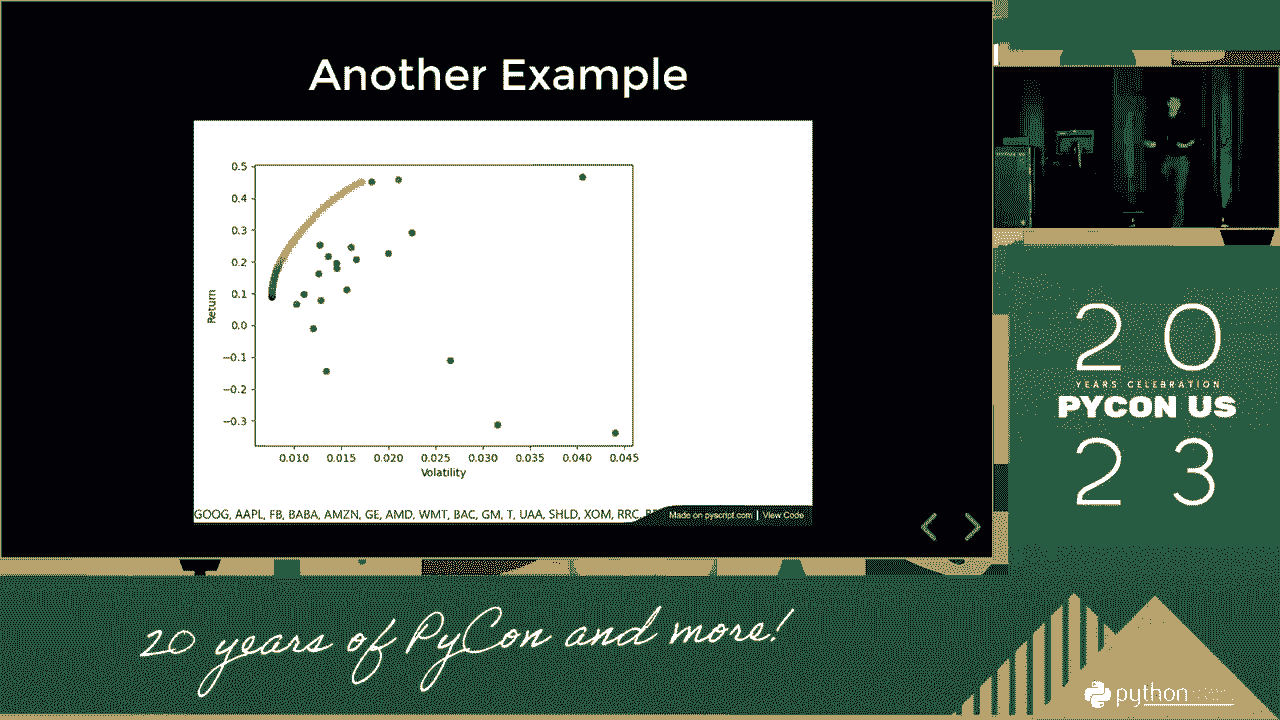 Another Example
0.5
0.4
0.3
0.2
0.1
0.0
−0.1
−0.2
−0.3
Return
0.010 0.015 0.020 0.025 0.030 0.035 0.040 0.045
Volatility
GOOG, AAPL, FB, BABA, AMZN, GE, AMD, WMT, BAC, GM, T, UAA, SHLD, XOM, RRC,
Made on pyscript.com | View Code
20
YEARS CELEBRATION
PYCON US
23
20 years of PyCon and more!
python